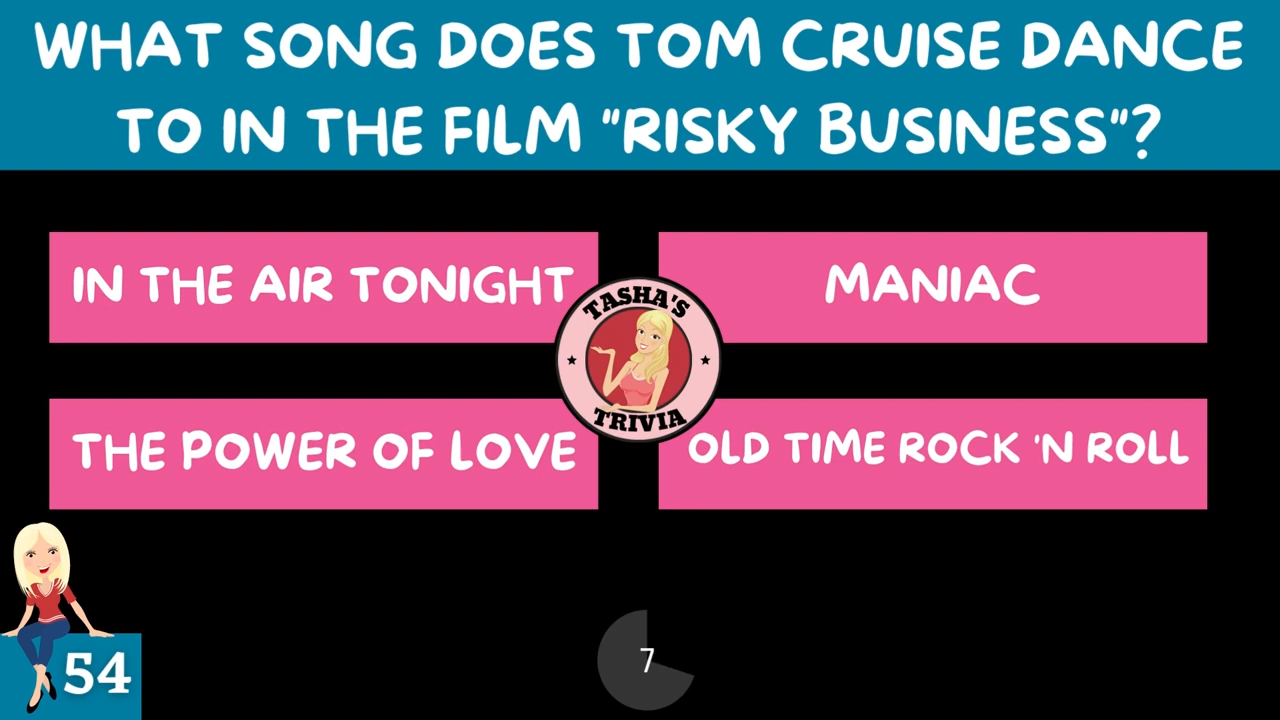 WHAT SONG DOES TOM CRUISE DANCE
TO IN THE FILM "RISKY BUSINESS"?
IN THE AIR TONIGHT
MANIAC
TASHA'S
TRIVIA
THE POWER OF LOVE
OLD TIME ROCK 'N ROLL
54
7